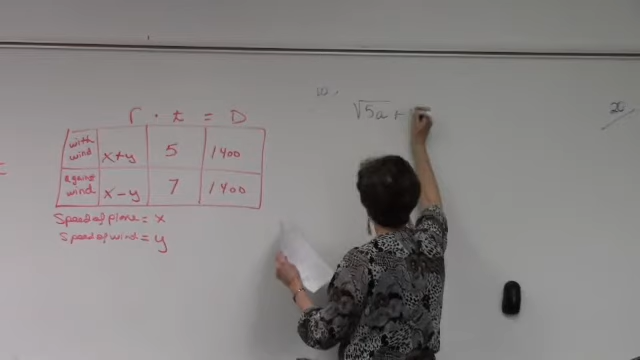 r · t = D
with wind x+y 5 1400
against wind x-y 7 1400
Speed of plane = x
Speed of wind = y
10.
√5a +
20